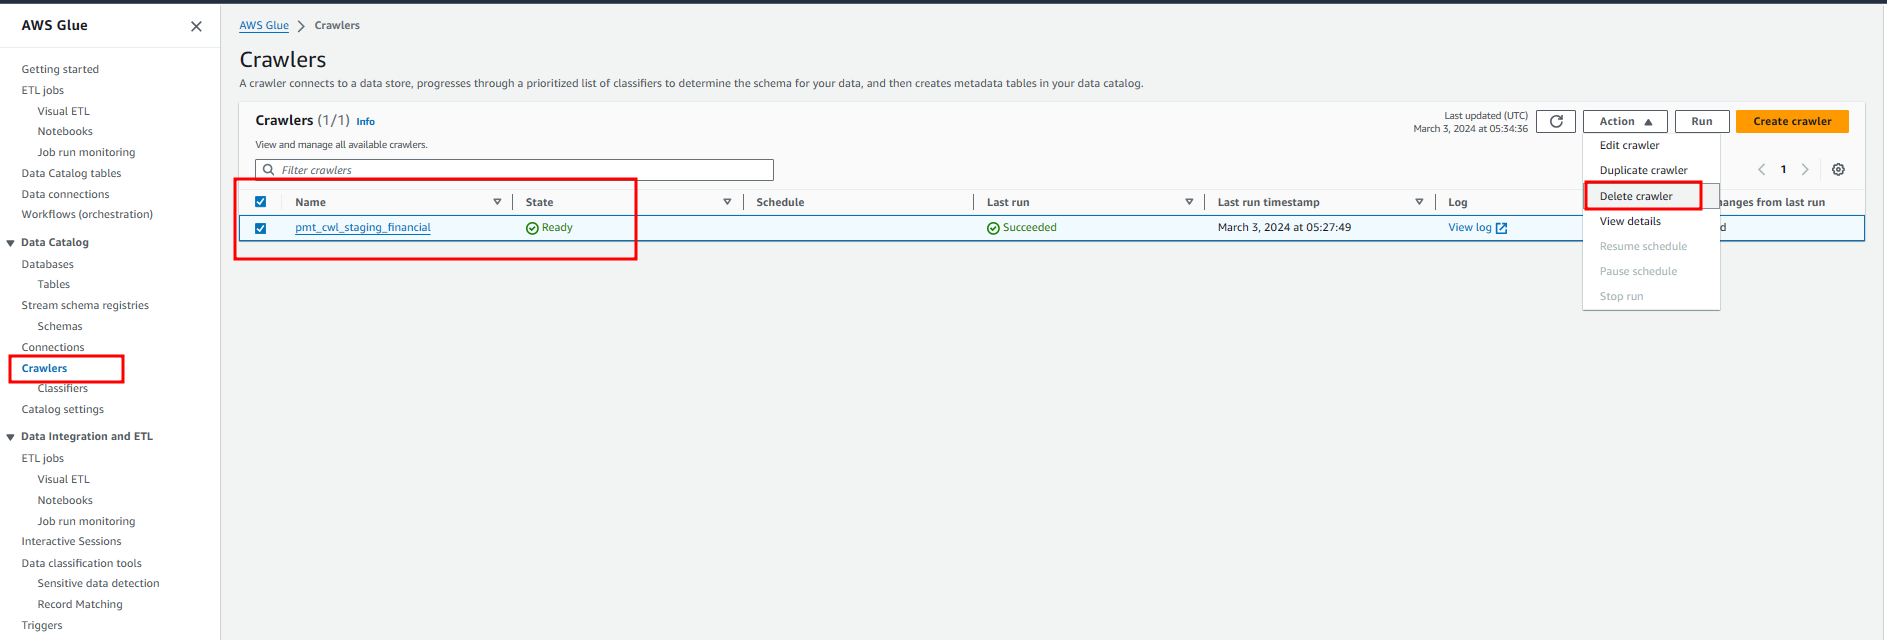 AWS Glue
Getting started
ETL jobs
Visual ETL
Notebooks
Job run monitoring
Data Catalog tables
Data connections
Workflows (orchestration)
Data Catalog
Databases
Tables
Stream schema registries
Schemas
Connections
Crawlers
Classifiers
Catalog settings
Data Integration and ETL
ETL jobs
Visual ETL
Notebooks
Job run monitoring
Interactive Sessions
Data classification tools
Sensitive data detection
Record Matching
Triggers
AWS Glue Crawlers
Crawlers
A crawler connects to a data store, progresses through a prioritized list of classifiers to determine the schema for your data, and then creates metadata tables in your data catalog.
Crawlers (1/1) Info
View and manage all available crawlers.
Last updated (UTC)
March 3, 2024 at 05:34:36
Action Run Create crawler
Filter crawlers
1
Edit crawler
Duplicate crawler
Delete crawler
View details
Resume schedule
Pause schedule
Stop run
Name State Schedule Last run Last run timestamp Log hanges from last run
pmt_cwl_staging_financial Ready Succeeded March 3, 2024 at 05:27:49 View log d